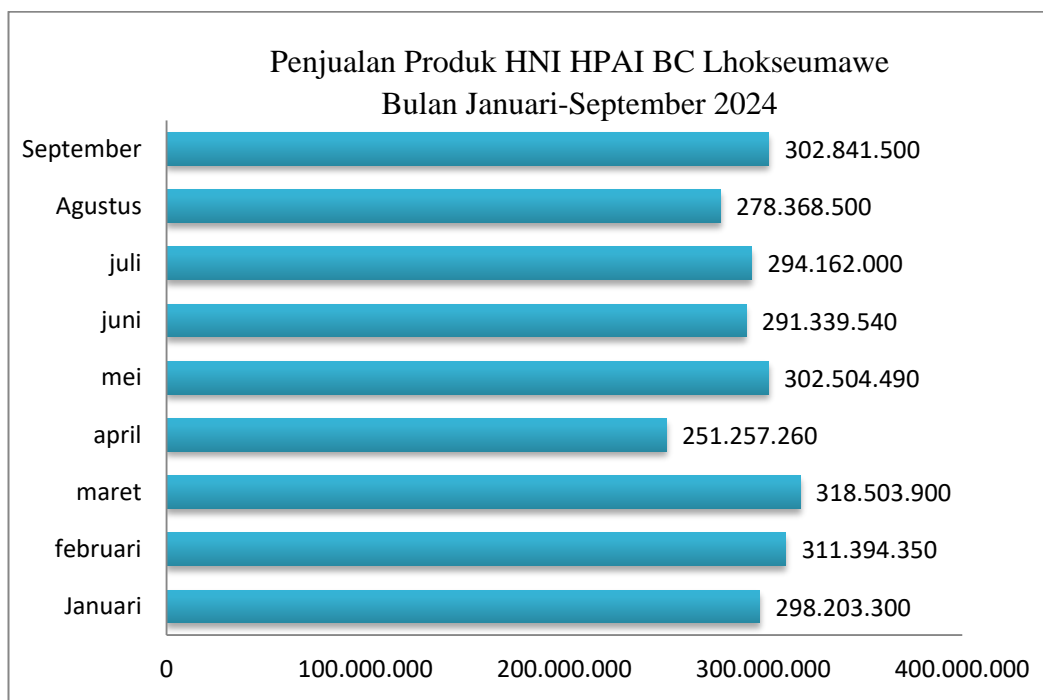 Penjualan Produk HNI HPAI BC Lhokseumawe
Bulan Januari-September 2024
September 302.841.500
Agustus 278.368.500
juli 294.162.000
juni 291.339.540
mei 302.504.490
april 251.257.260
maret 318.503.900
februari 311.394.350
Januari 298.203.300
0 100.000.000 200.000.000 300.000.000 400.000.000